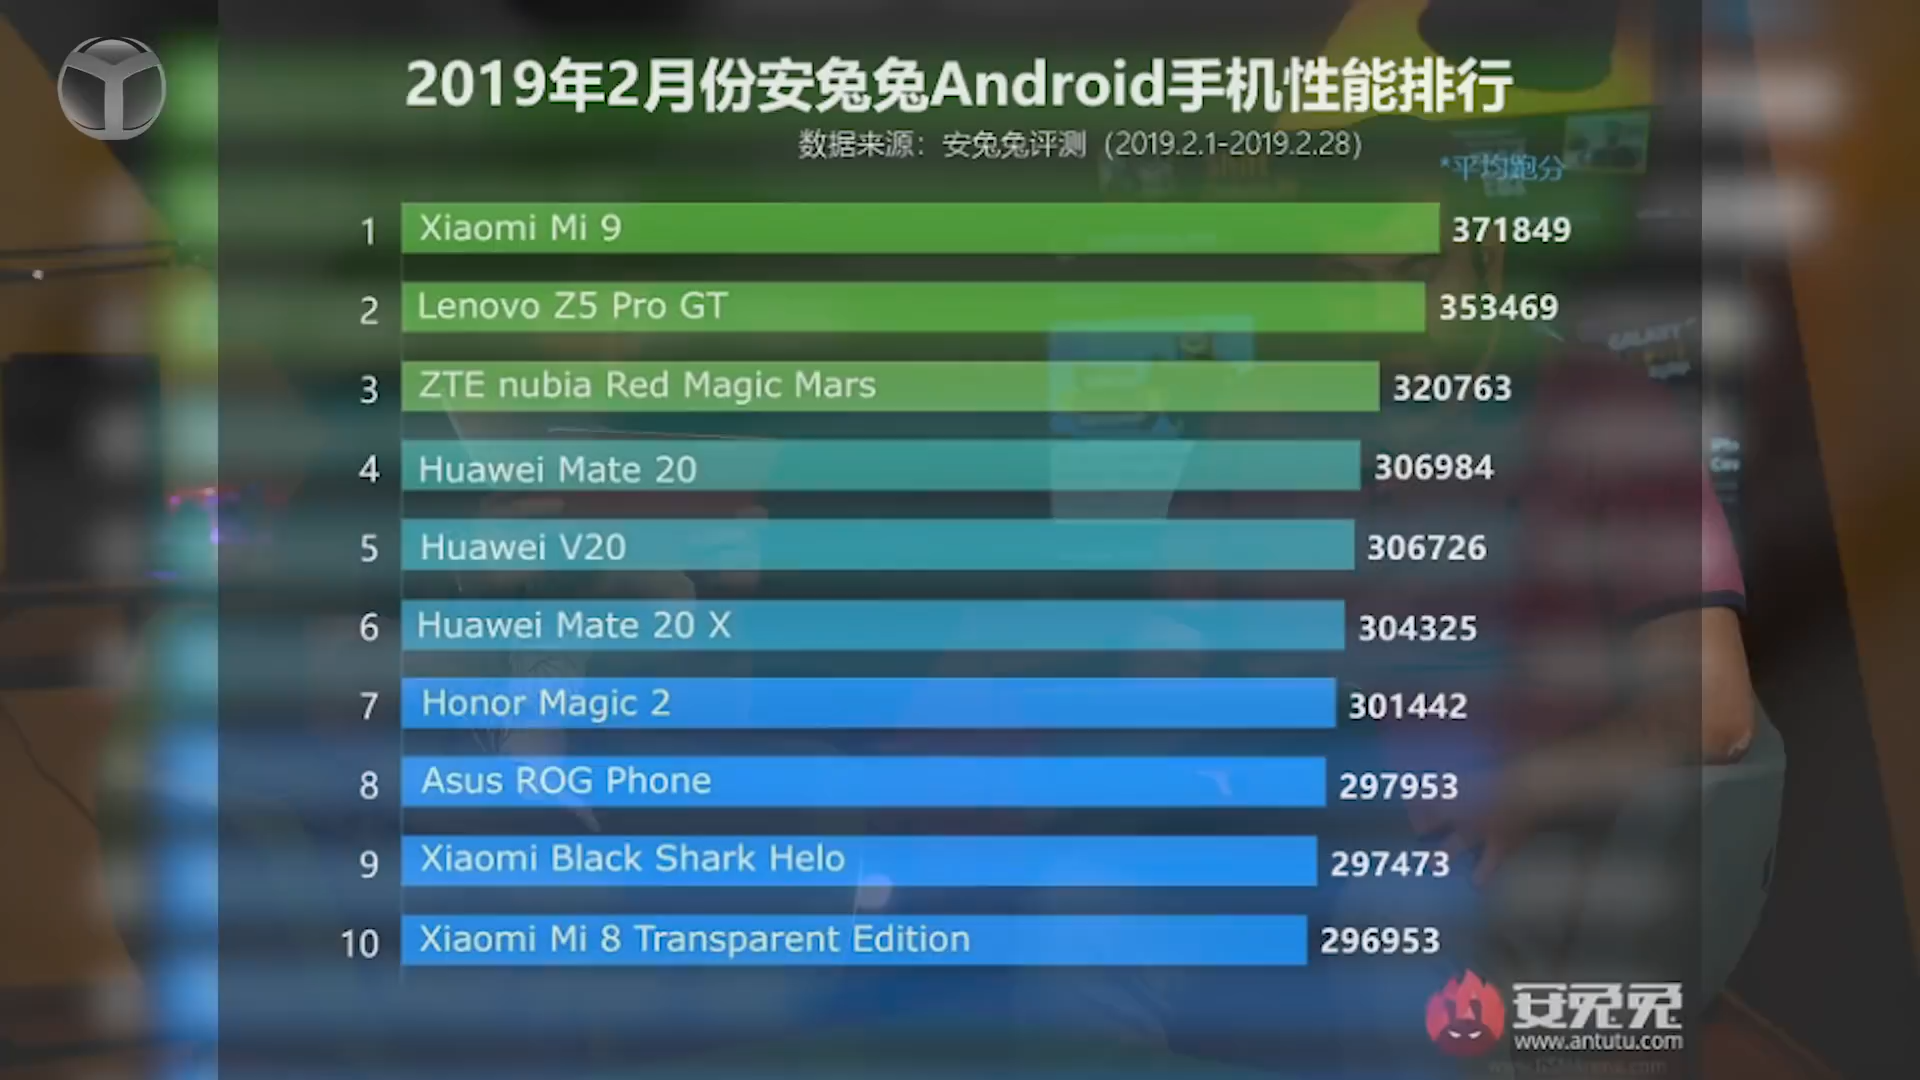 2019年2月份安兔兔Android手机性能排行
数据来源：安兔兔评测（2019.2.1-2019.2.28）
*平均跑分
1 Xiaomi Mi 9 371849
2 Lenovo Z5 Pro GT 353469
3 ZTE nubia Red Magic Mars 320763
4 Huawei Mate 20 306984
5 Huawei V20 306726
6 Huawei Mate 20 X 304325
7 Honor Magic 2 301442
8 Asus ROG Phone 297953
9 Xiaomi Black Shark Helo 297473
10 Xiaomi Mi 8 Transparent Edition 296953
GALAXY
安兔兔
www.antutu.com